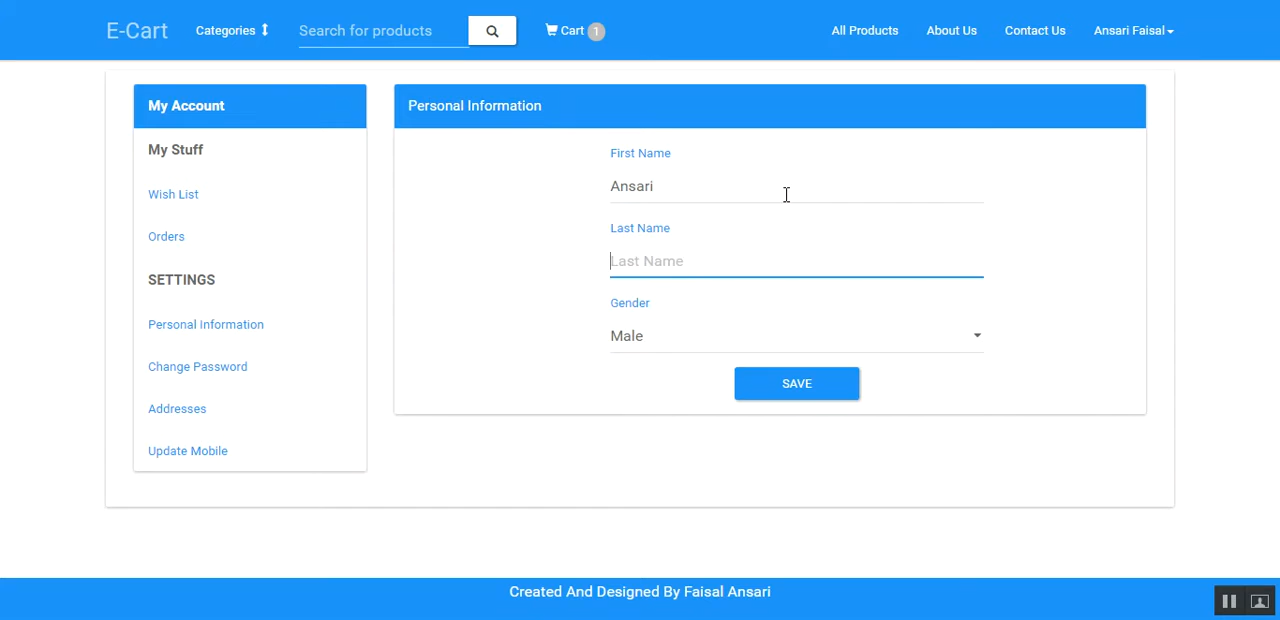 E-Cart Categories Search for products Cart 1 All Products About Us Contact Us Ansari Faisal
My Account
My Stuff
Wish List
Orders
SETTINGS
Personal Information
Change Password
Addresses
Update Mobile
Personal Information
First Name
Ansari
Last Name
Last Name
Gender
Male
SAVE
Created And Designed By Faisal Ansari